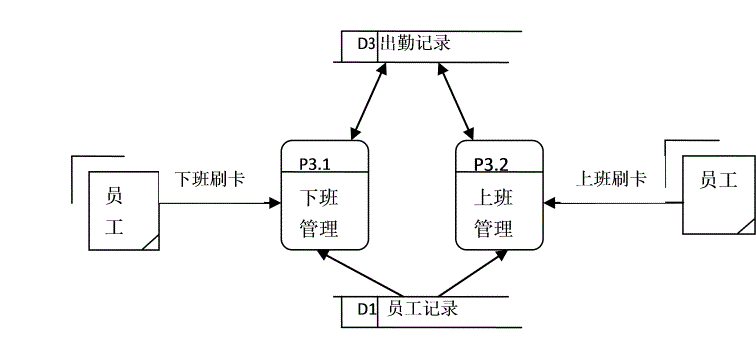 D3 出勤记录
P3.1
P3.2
下班刷卡
上班刷卡
员工
下班
管理
上班
管理
员工
D1 员工记录